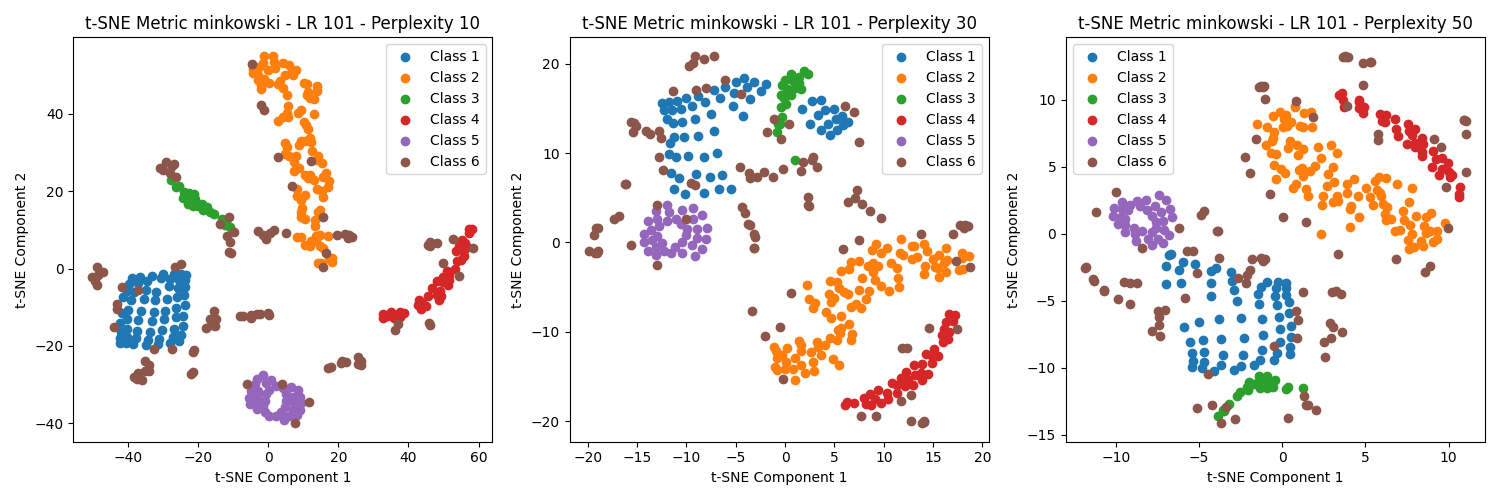 t-SNE Metric minkowski - LR 101 - Perplexity 10
t-SNE Component 2
40
20
0
−20
−40
−40
−20
0
20
40
60
t-SNE Component 1
Class 1
Class 2
Class 3
Class 4
Class 5
Class 6
t-SNE Metric minkowski - LR 101 - Perplexity 30
t-SNE Component 2
20
10
0
−10
−20
−20
−15
−10
−5
0
5
10
15
20
t-SNE Component 1
Class 1
Class 2
Class 3
Class 4
Class 5
Class 6
t-SNE Metric minkowski - LR 101 - Perplexity 50
t-SNE Component 2
10
5
0
−5
−10
−15
−10
−5
0
5
10
t-SNE Component 1
Class 1
Class 2
Class 3
Class 4
Class 5
Class 6